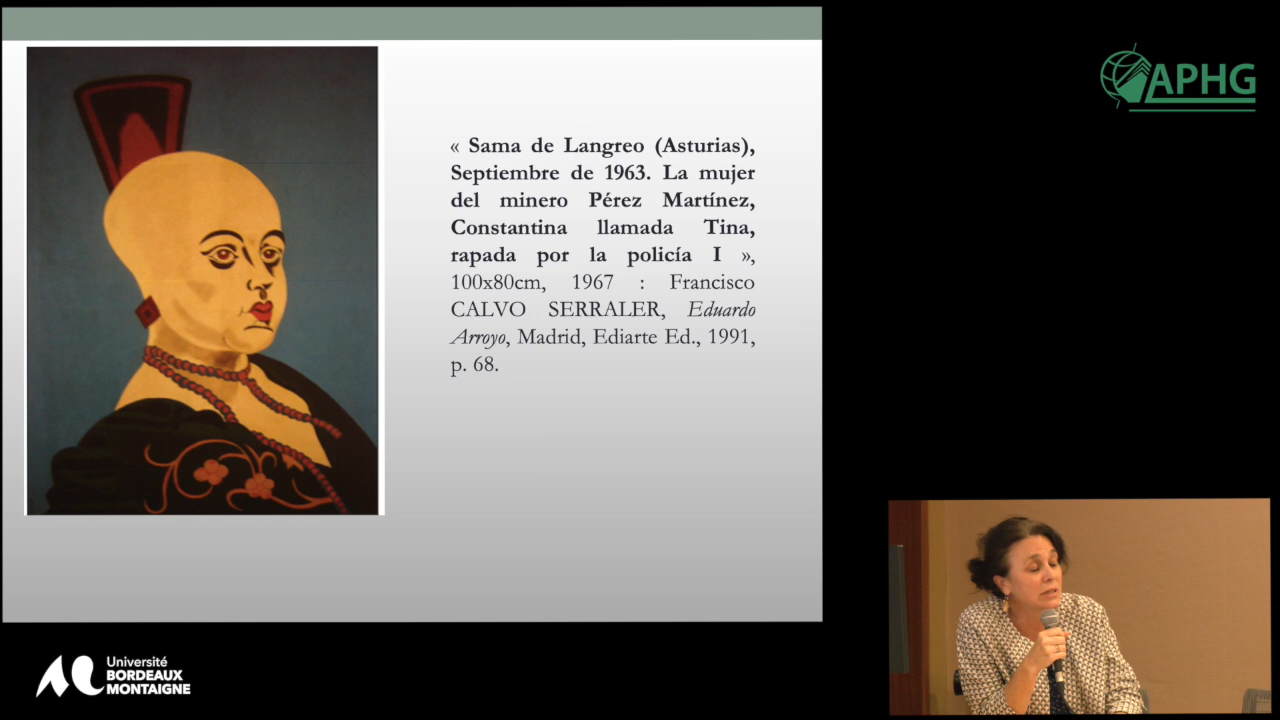 APHG
« Sama de Langreo (Asturias),
Septiembre de 1963. La mujer
del minero Pérez Martínez,
Constantina llamada Tina,
rapada por la policía I »,
100x80cm, 1967 : Francisco
CALVO SERRALER, Eduardo
Arroyo, Madrid, Ediarte Ed., 1991,
p. 68.
Université
BORDEAUX
MONTAIGNE